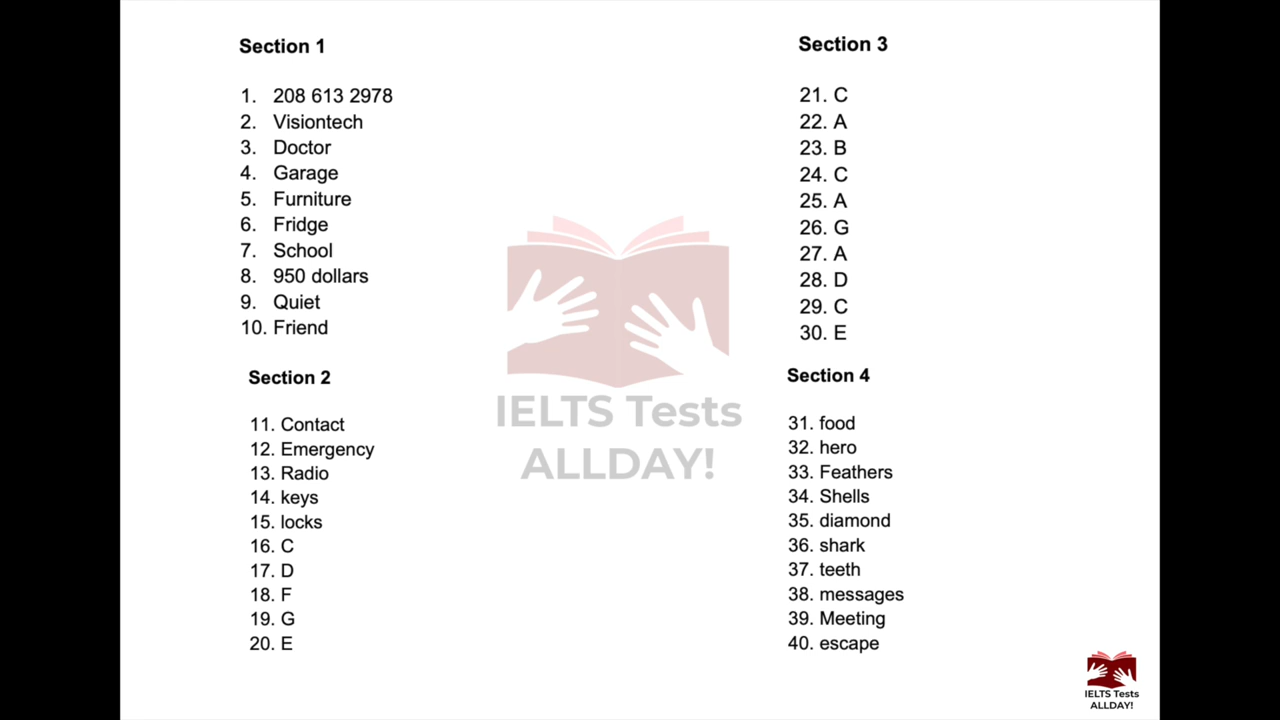 Section 1
1. 208 613 2978
2. Visiontech
3. Doctor
4. Garage
5. Furniture
6. Fridge
7. School
8. 950 dollars
9. Quiet
10. Friend
Section 2
11. Contact
12. Emergency
13. Radio
14. keys
15. locks
16. C
17. D
18. F
19. G
20. E
Section 3
21. C
22. A
23. B
24. C
25. A
26. G
27. A
28. D
29. C
30. E
Section 4
31. food
32. hero
33. Feathers
34. Shells
35. diamond
36. shark
37. teeth
38. messages
39. Meeting
40. escape
IELTS Tests
ALLDAY!
IELTS Tests
ALLDAY!